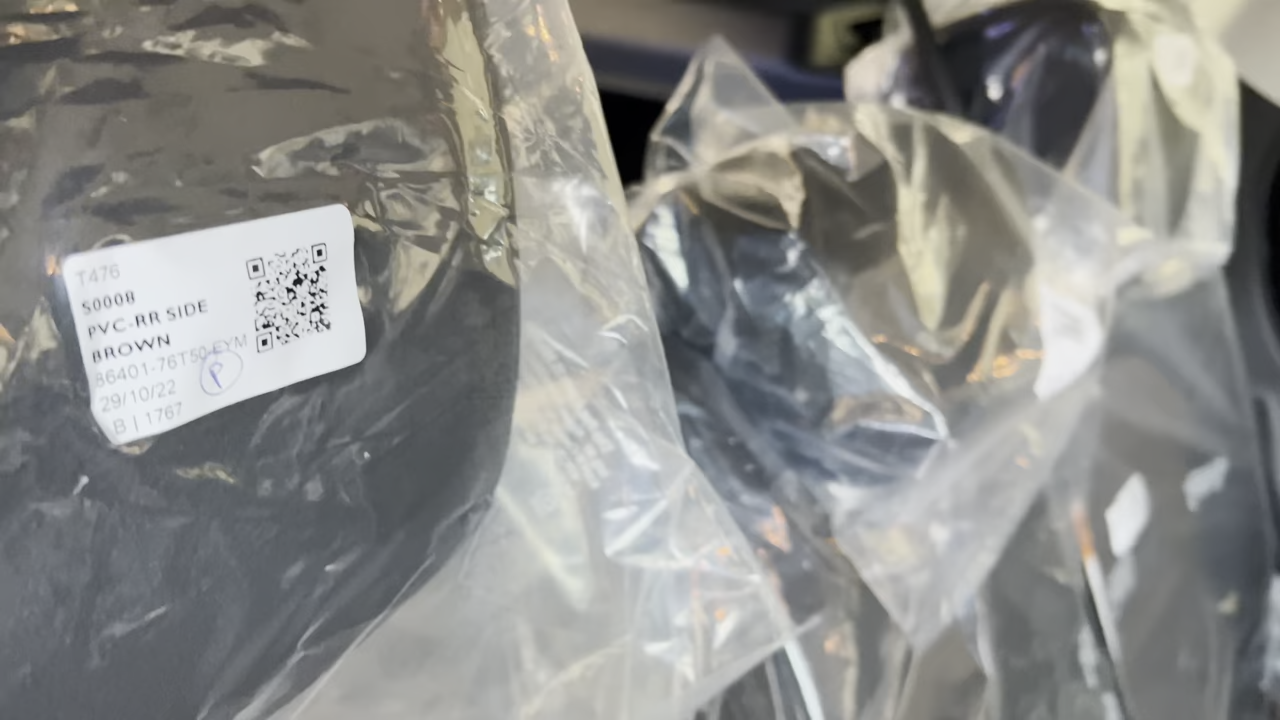 T476
S0008
PVC-RR SIDE
BROWN
86401-76T50-EYM
29/10/22
P
B | 1767